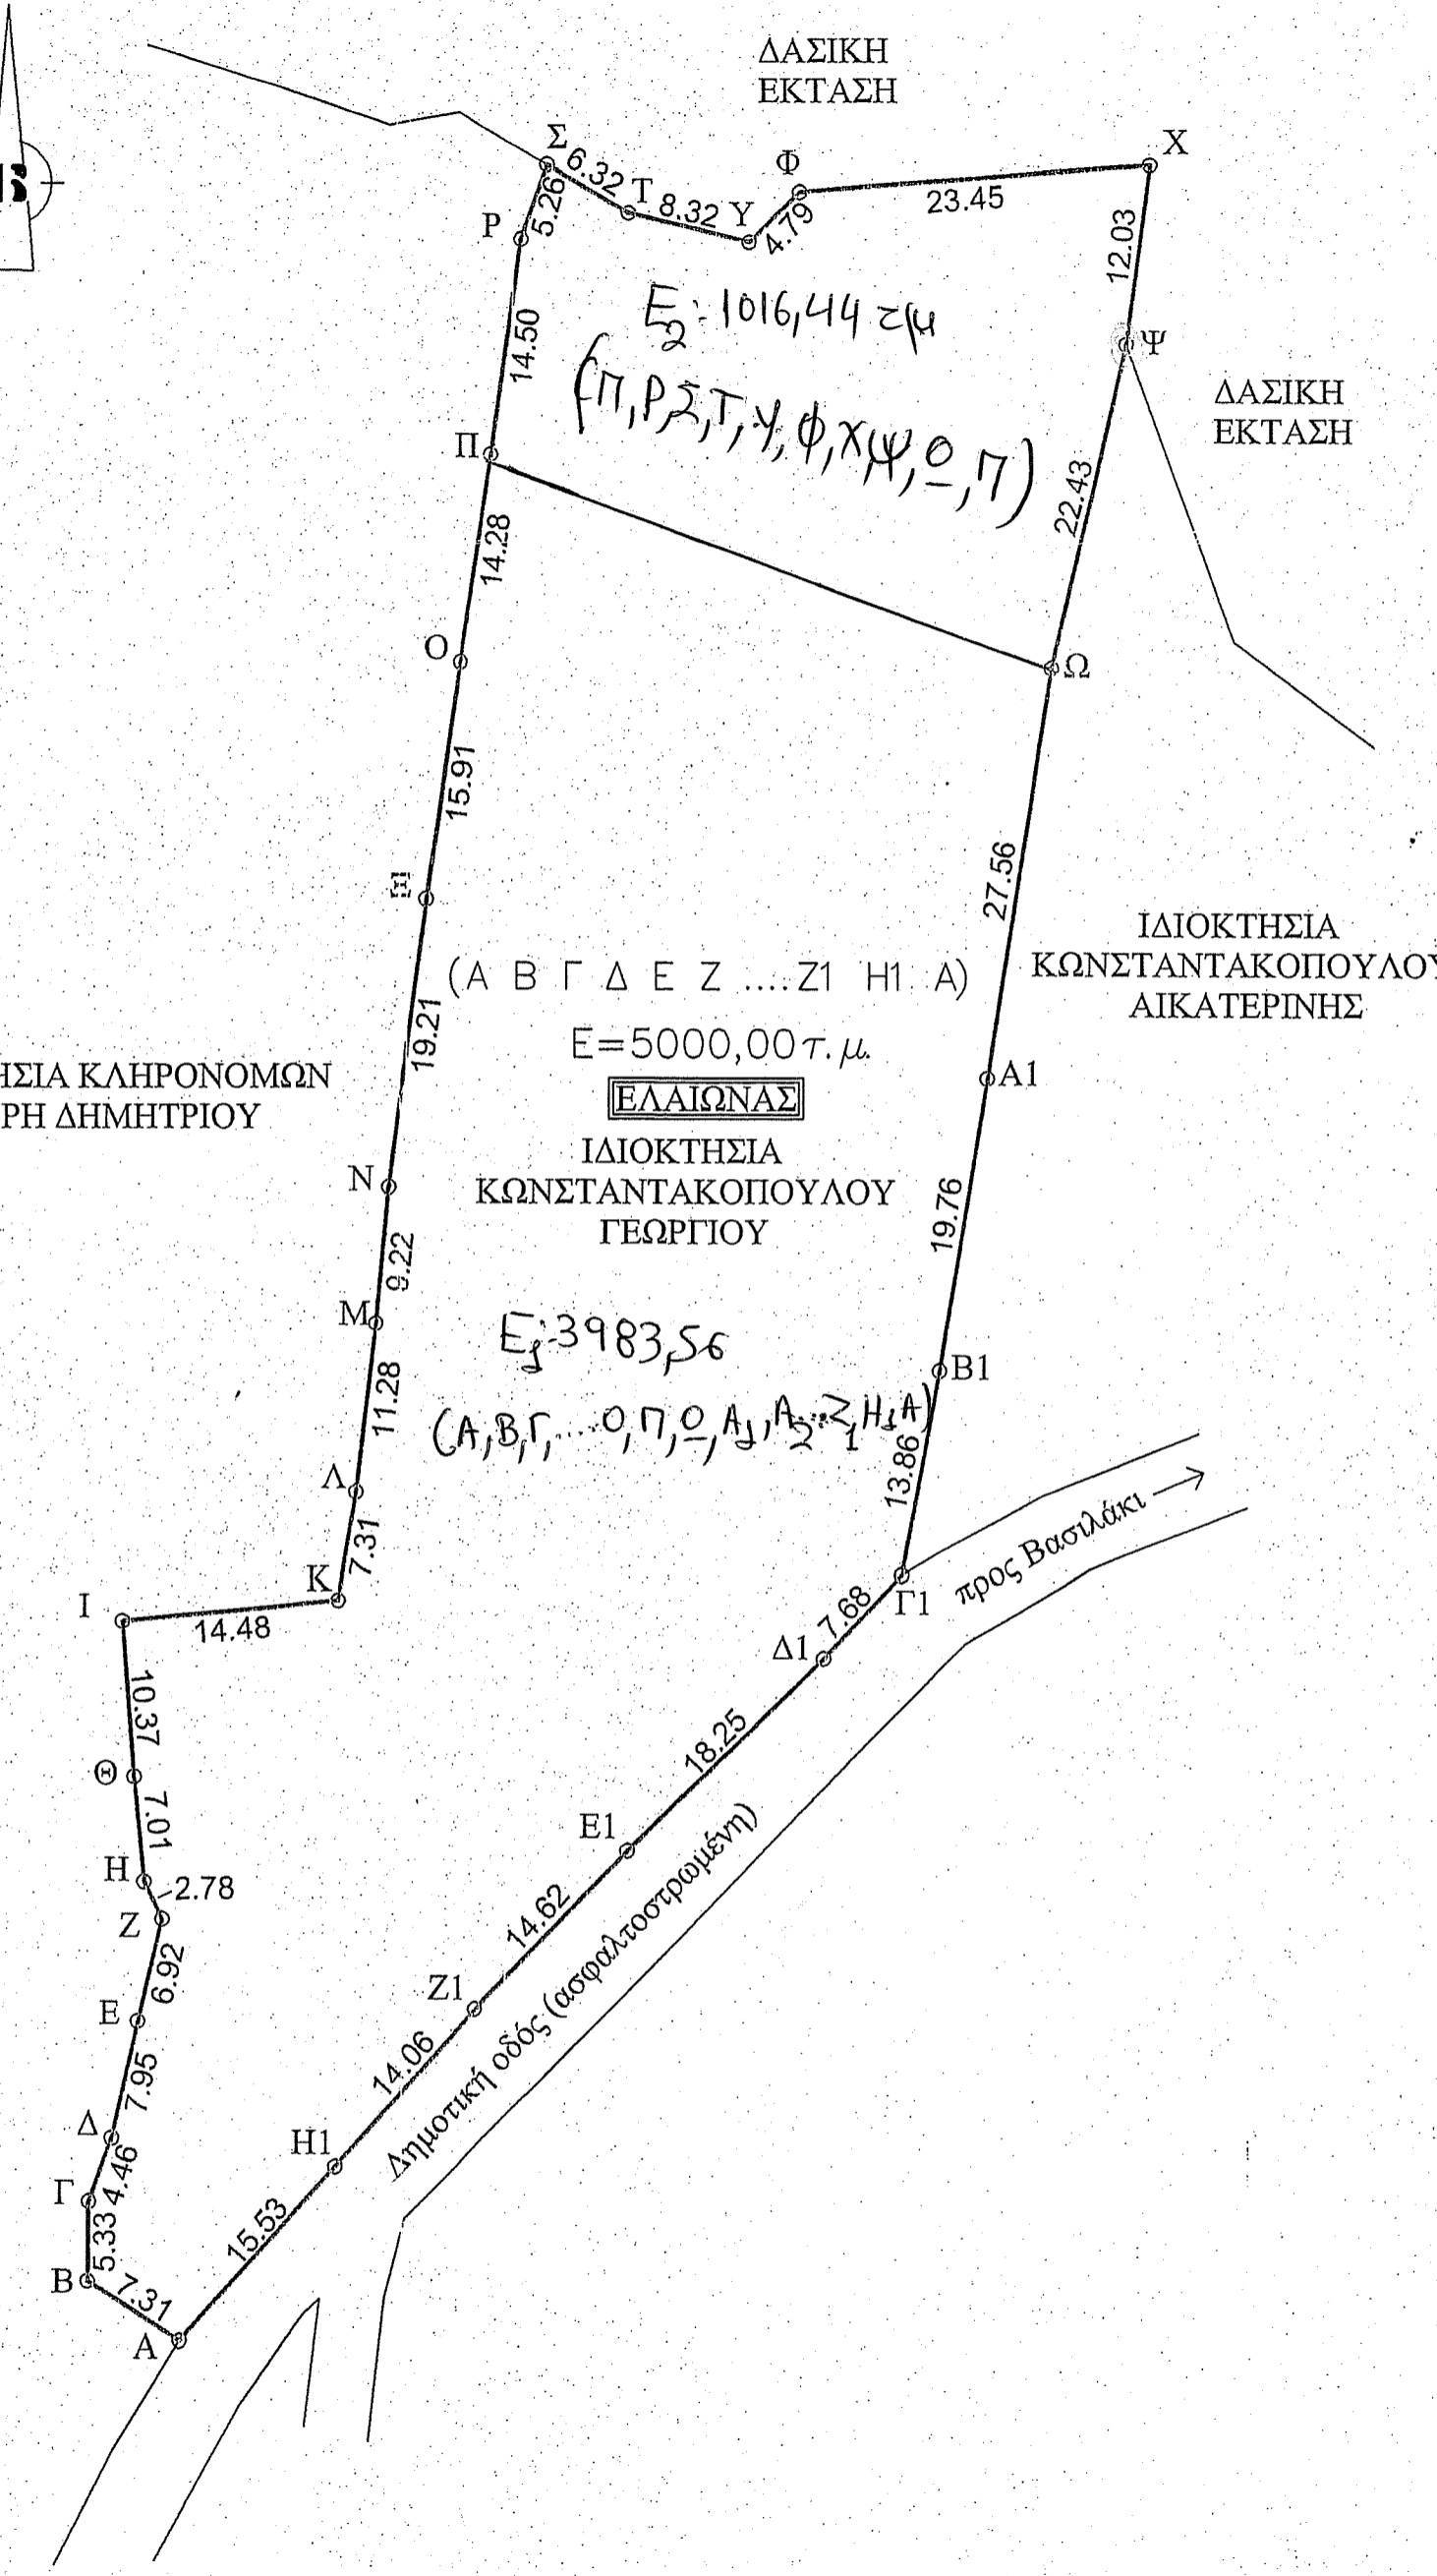 ΔΑΣΙΚΗ
ΕΚΤΑΣΗ
Σ
6.32
Τ
8.32
Υ
4.79
Φ
23.45
Χ
5.26
Ρ
12.03
Ψ
14.50
Ε2: 1016,44 τμ
(Π,Ρ,Σ,Τ,Υ,Φ,Χ,Ψ,Ο,Π)
ΔΑΣΙΚΗ
ΕΚΤΑΣΗ
Π
22.43
14.28
Ο
Ω
15.91
27.56
Ξ
ΙΔΙΟΚΤΗΣΙΑ
ΚΩΝΣΤΑΝΤΑΚΟΠΟΥΛΟΥ
ΑΙΚΑΤΕΡΙΝΗΣ
(Α Β Γ Δ Ε Ζ ....Ζ1 Η1 Α)
Ε=5000,00τ.μ.
ΕΛΑΙΩΝΑΣ
ΙΔΙΟΚΤΗΣΙΑ
ΚΩΝΣΤΑΝΤΑΚΟΠΟΥΛΟΥ
ΓΕΩΡΓΙΟΥ
19.21
Α1
ΗΣΙΑ ΚΛΗΡΟΝΟΜΩΝ
ΡΗ ΔΗΜΗΤΡΙΟΥ
Ν
19.76
9.22
Μ
Ε1:3983,56
(Α,Β,Γ,....Ο,Π,Ο,Α1,Α2...Ζ1,Η1Α)
Β1
11.28
13.86
Λ
7.31
Κ
Ι
14.48
Γ1
προς Βασιλάκι
7.68
Δ1
10.37
18.25
Θ
7.01
Ε1
Η
2.78
Ζ
14.62
6.92
Ε
Ζ1
Δημοτική οδός (ασφαλτοστρωμένη)
7.95
14.06
Δ
Η1
4.46
Γ
15.53
5.33
Β
7.31
Α